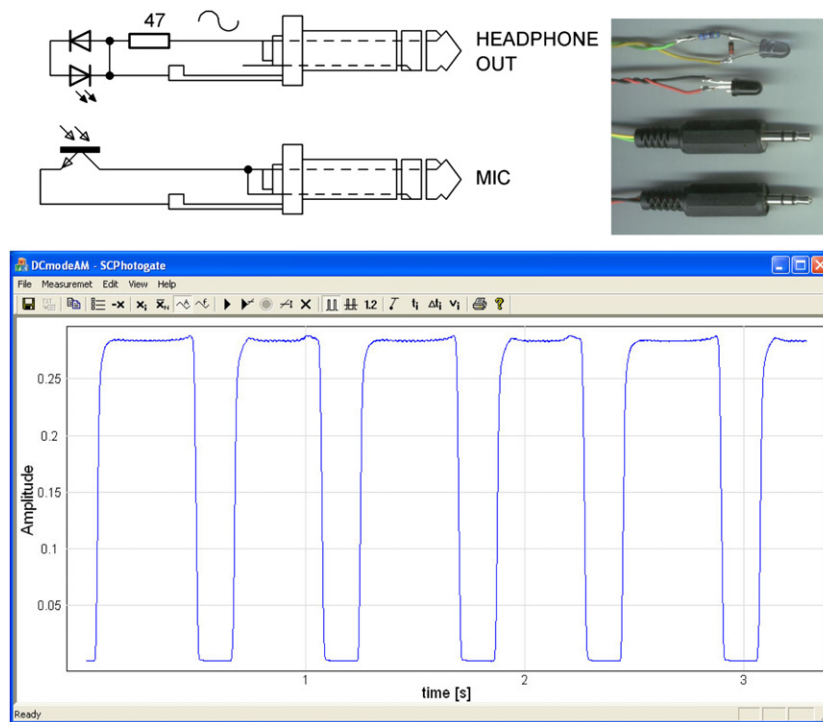 47
HEADPHONE
OUT
MIC
DCmodeAM - SCPhotogate
File Measuremet Edit View Help
1.2
0.25
0.2
0.15
0.1
0.05
Amplitude
1 2 3
time [s]
Ready